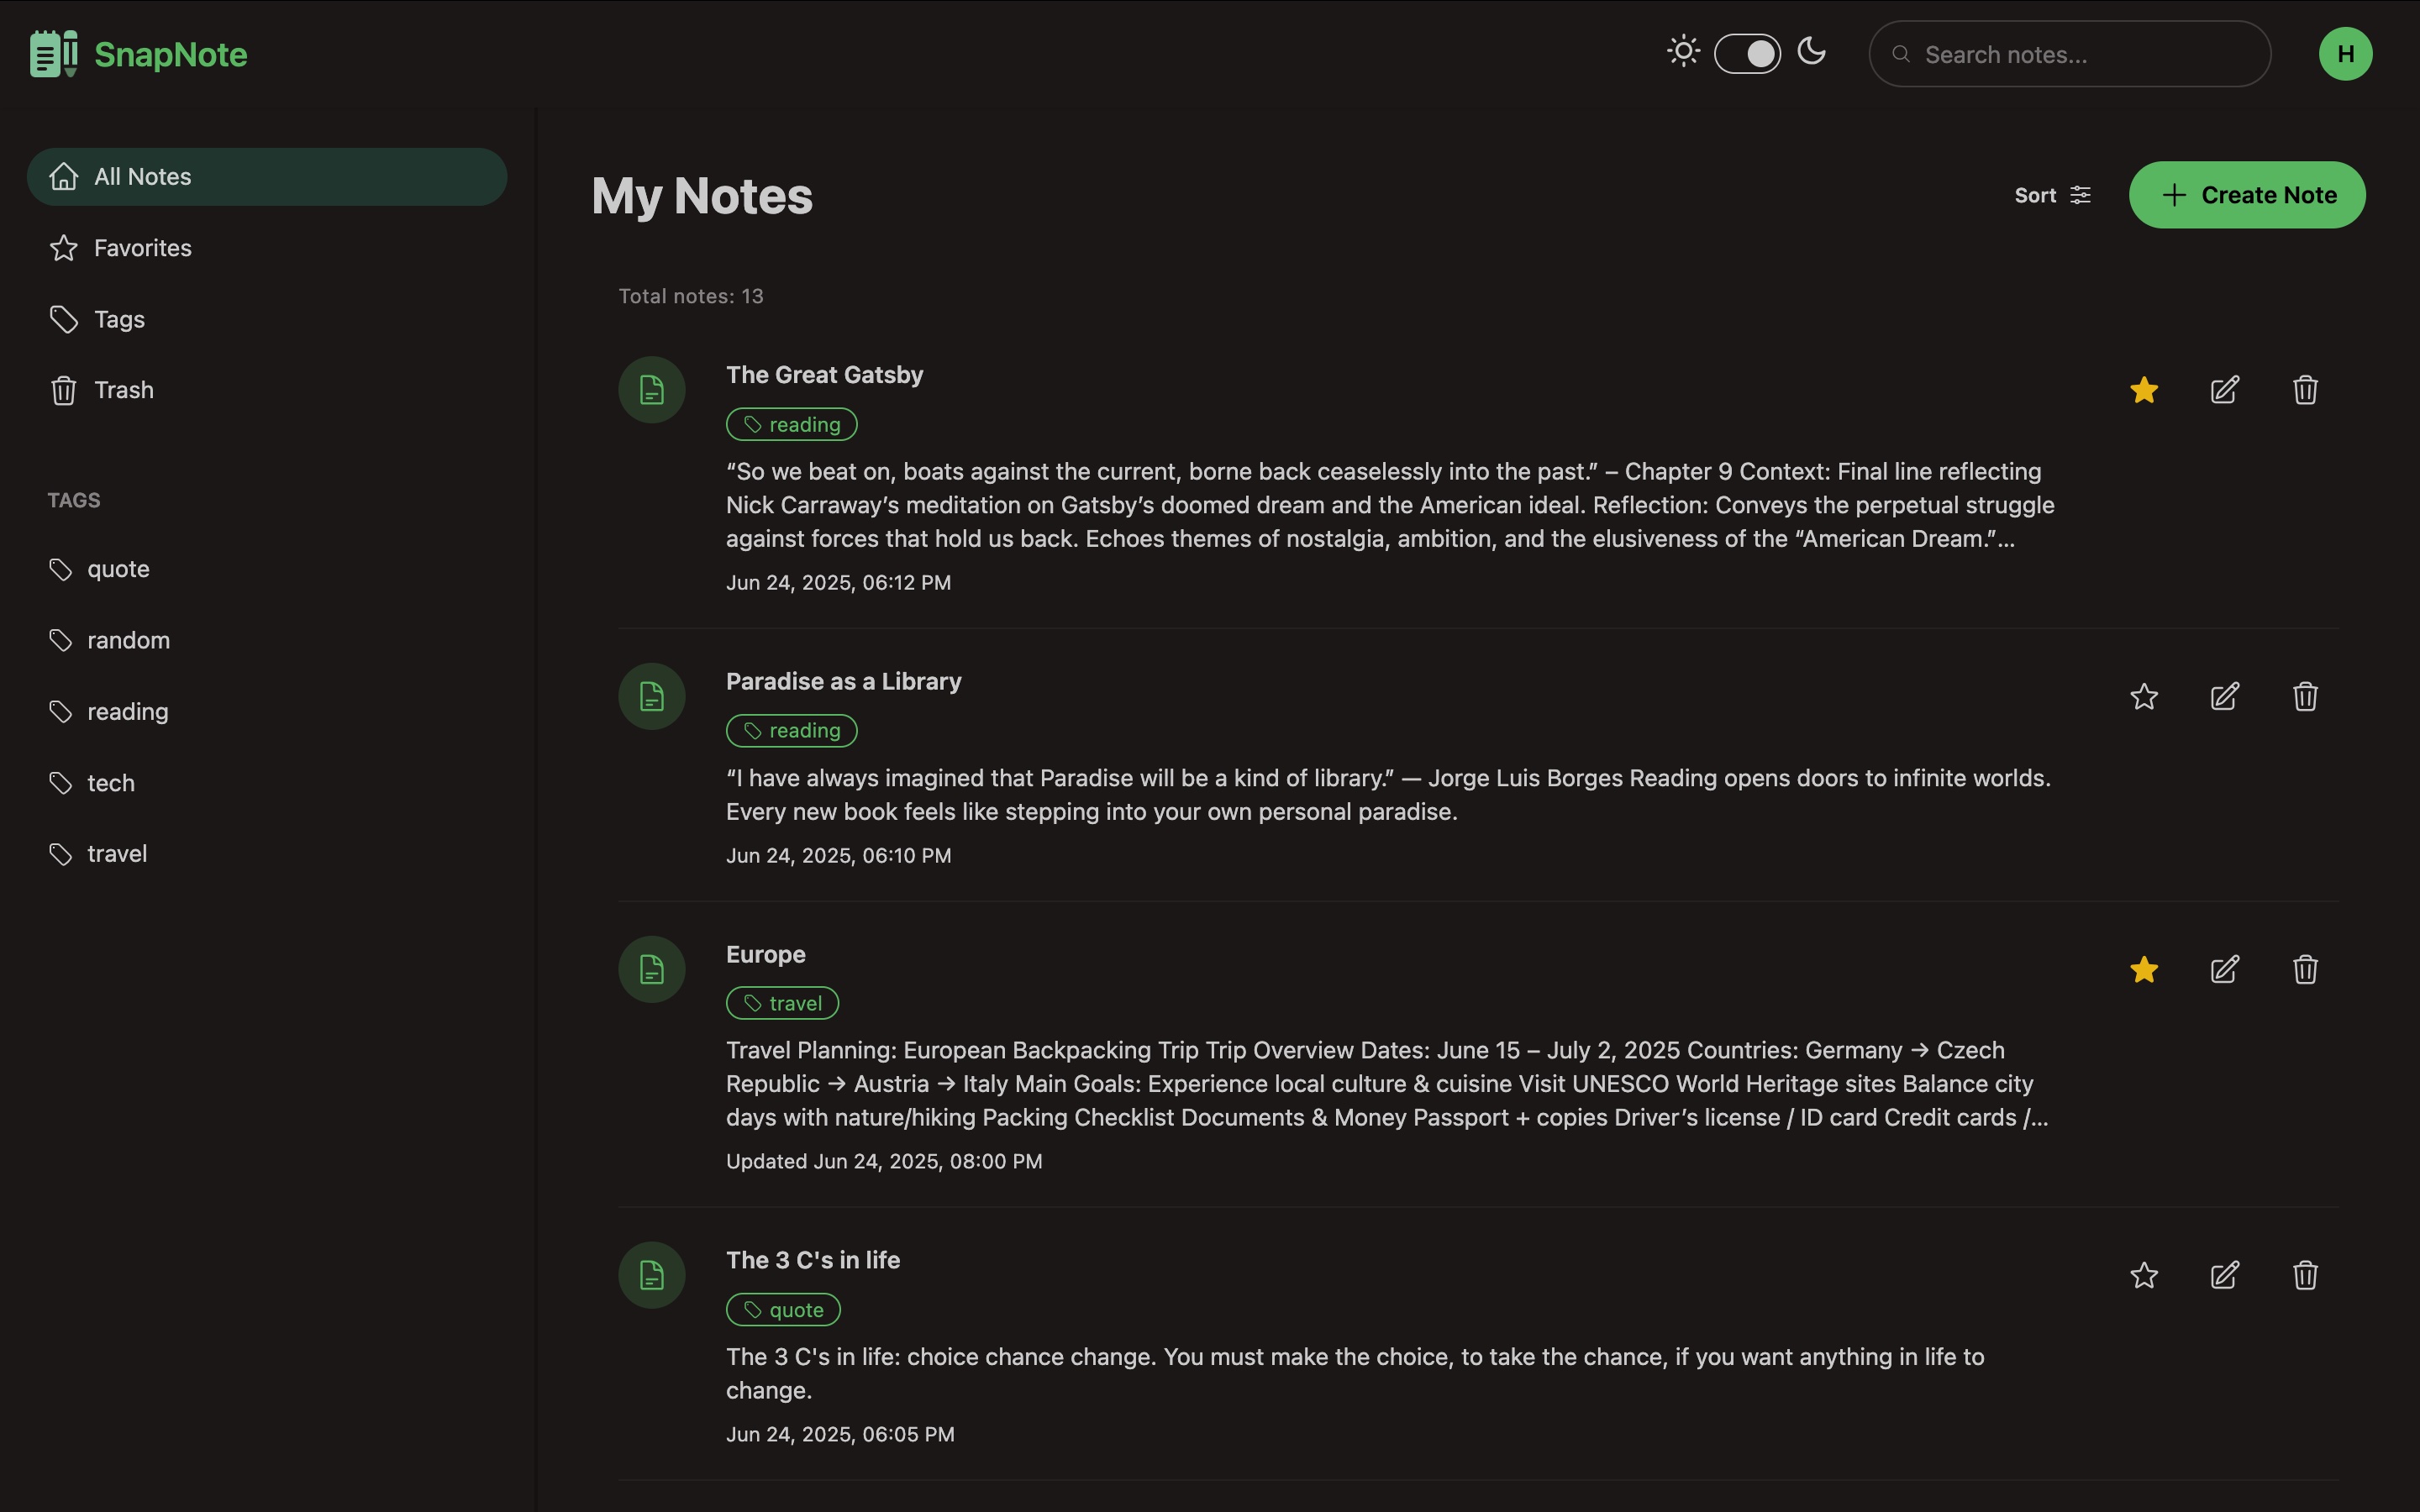 SnapNote
Search notes...
H
All Notes
Favorites
Tags
Trash
TAGS
quote
random
reading
tech
travel
My Notes
Sort
Create Note
Total notes: 13
The Great Gatsby
reading
“So we beat on, boats against the current, borne back ceaselessly into the past.” – Chapter 9 Context: Final line reflecting
Nick Carraway’s meditation on Gatsby’s doomed dream and the American ideal. Reflection: Conveys the perpetual struggle
against forces that hold us back. Echoes themes of nostalgia, ambition, and the elusiveness of the “American Dream.”...
Jun 24, 2025, 06:12 PM
Paradise as a Library
reading
“I have always imagined that Paradise will be a kind of library.” — Jorge Luis Borges Reading opens doors to infinite worlds.
Every new book feels like stepping into your own personal paradise.
Jun 24, 2025, 06:10 PM
Europe
travel
Travel Planning: European Backpacking Trip Trip Overview Dates: June 15 – July 2, 2025 Countries: Germany → Czech
Republic → Austria → Italy Main Goals: Experience local culture & cuisine Visit UNESCO World Heritage sites Balance city
days with nature/hiking Packing Checklist Documents & Money Passport + copies Driver’s license / ID card Credit cards /...
Updated Jun 24, 2025, 08:00 PM
The 3 C's in life
quote
The 3 C's in life: choice chance change. You must make the choice, to take the chance, if you want anything in life to
change.
Jun 24, 2025, 06:05 PM